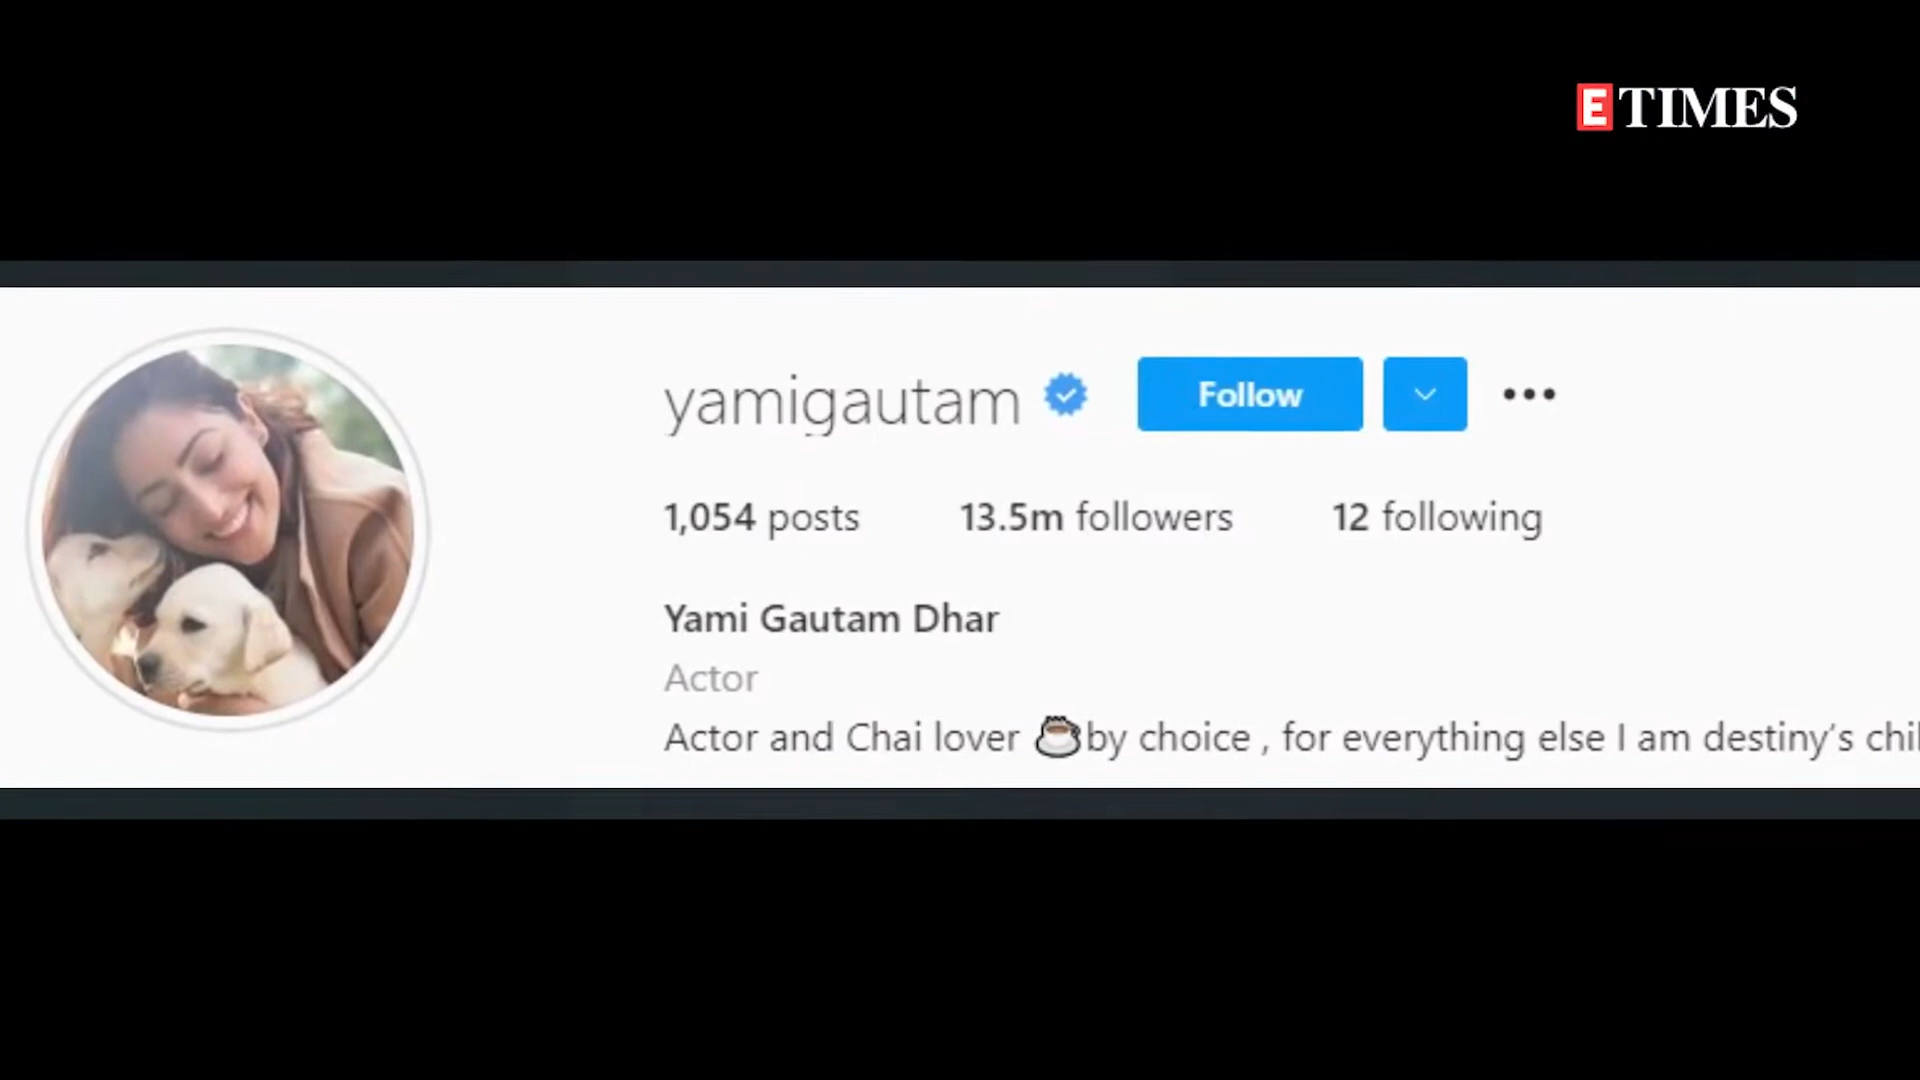 ETIMES
yamigautam Follow
1,054 posts 13.5m followers 12 following
Yami Gautam Dhar
Actor
Actor and Chai lover ☕by choice , for everything else I am destiny’s chil